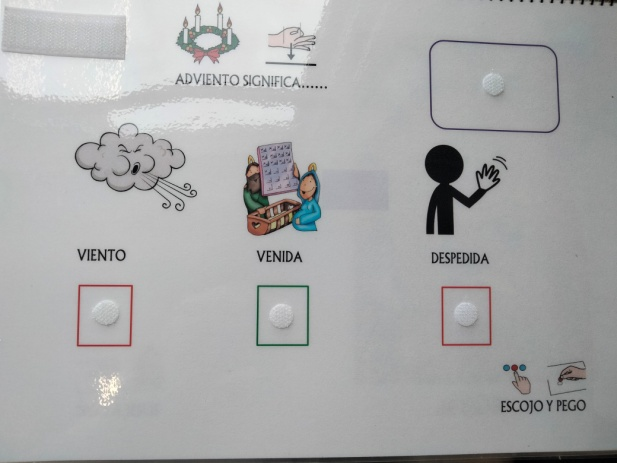 ADVIENTO SIGNIFICA......
VIENTO
VENIDA
DESPEDIDA
ESCOJO Y PEGO